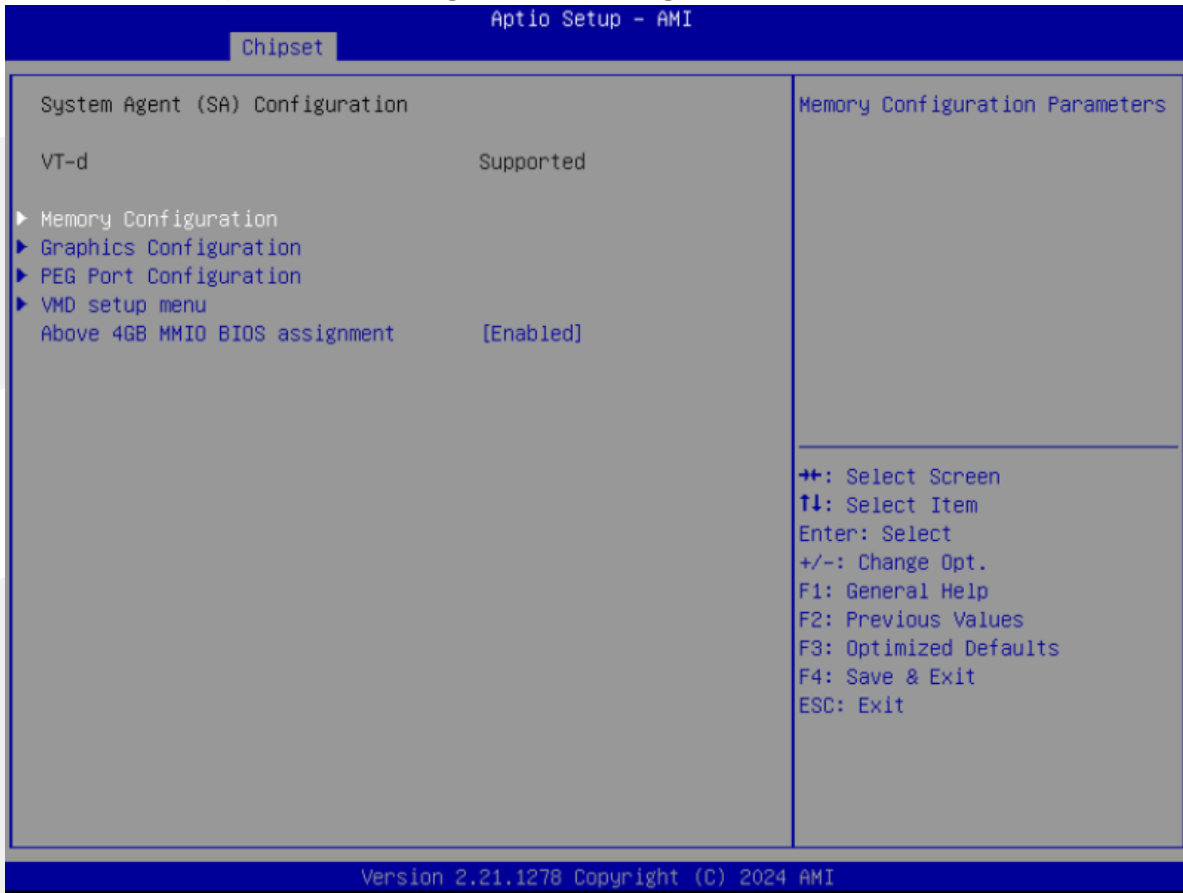 Aptio Setup – AMI
Chipset
System Agent (SA) Configuration
VT-d Supported
Memory Configuration
Graphics Configuration
PEG Port Configuration
VMD setup menu
Above 4GB MMIO BIOS assignment [Enabled]
Memory Configuration Parameters
→←: Select Screen
↑↓: Select Item
Enter: Select
+/-: Change Opt.
F1: General Help
F2: Previous Values
F3: Optimized Defaults
F4: Save & Exit
ESC: Exit
Version 2.21.1278 Copyright (C) 2024 AMI